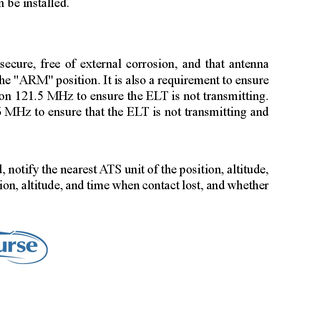 n be installed.
secure, free of external corrosion, and that antenna
he "ARM" position. It is also a requirement to ensure
on 121.5 MHz to ensure the ELT is not transmitting.
MHz to ensure that the ELT is not transmitting and
, notify the nearest ATS unit of the position, altitude,
ion, altitude, and time when contact lost, and whether
urse